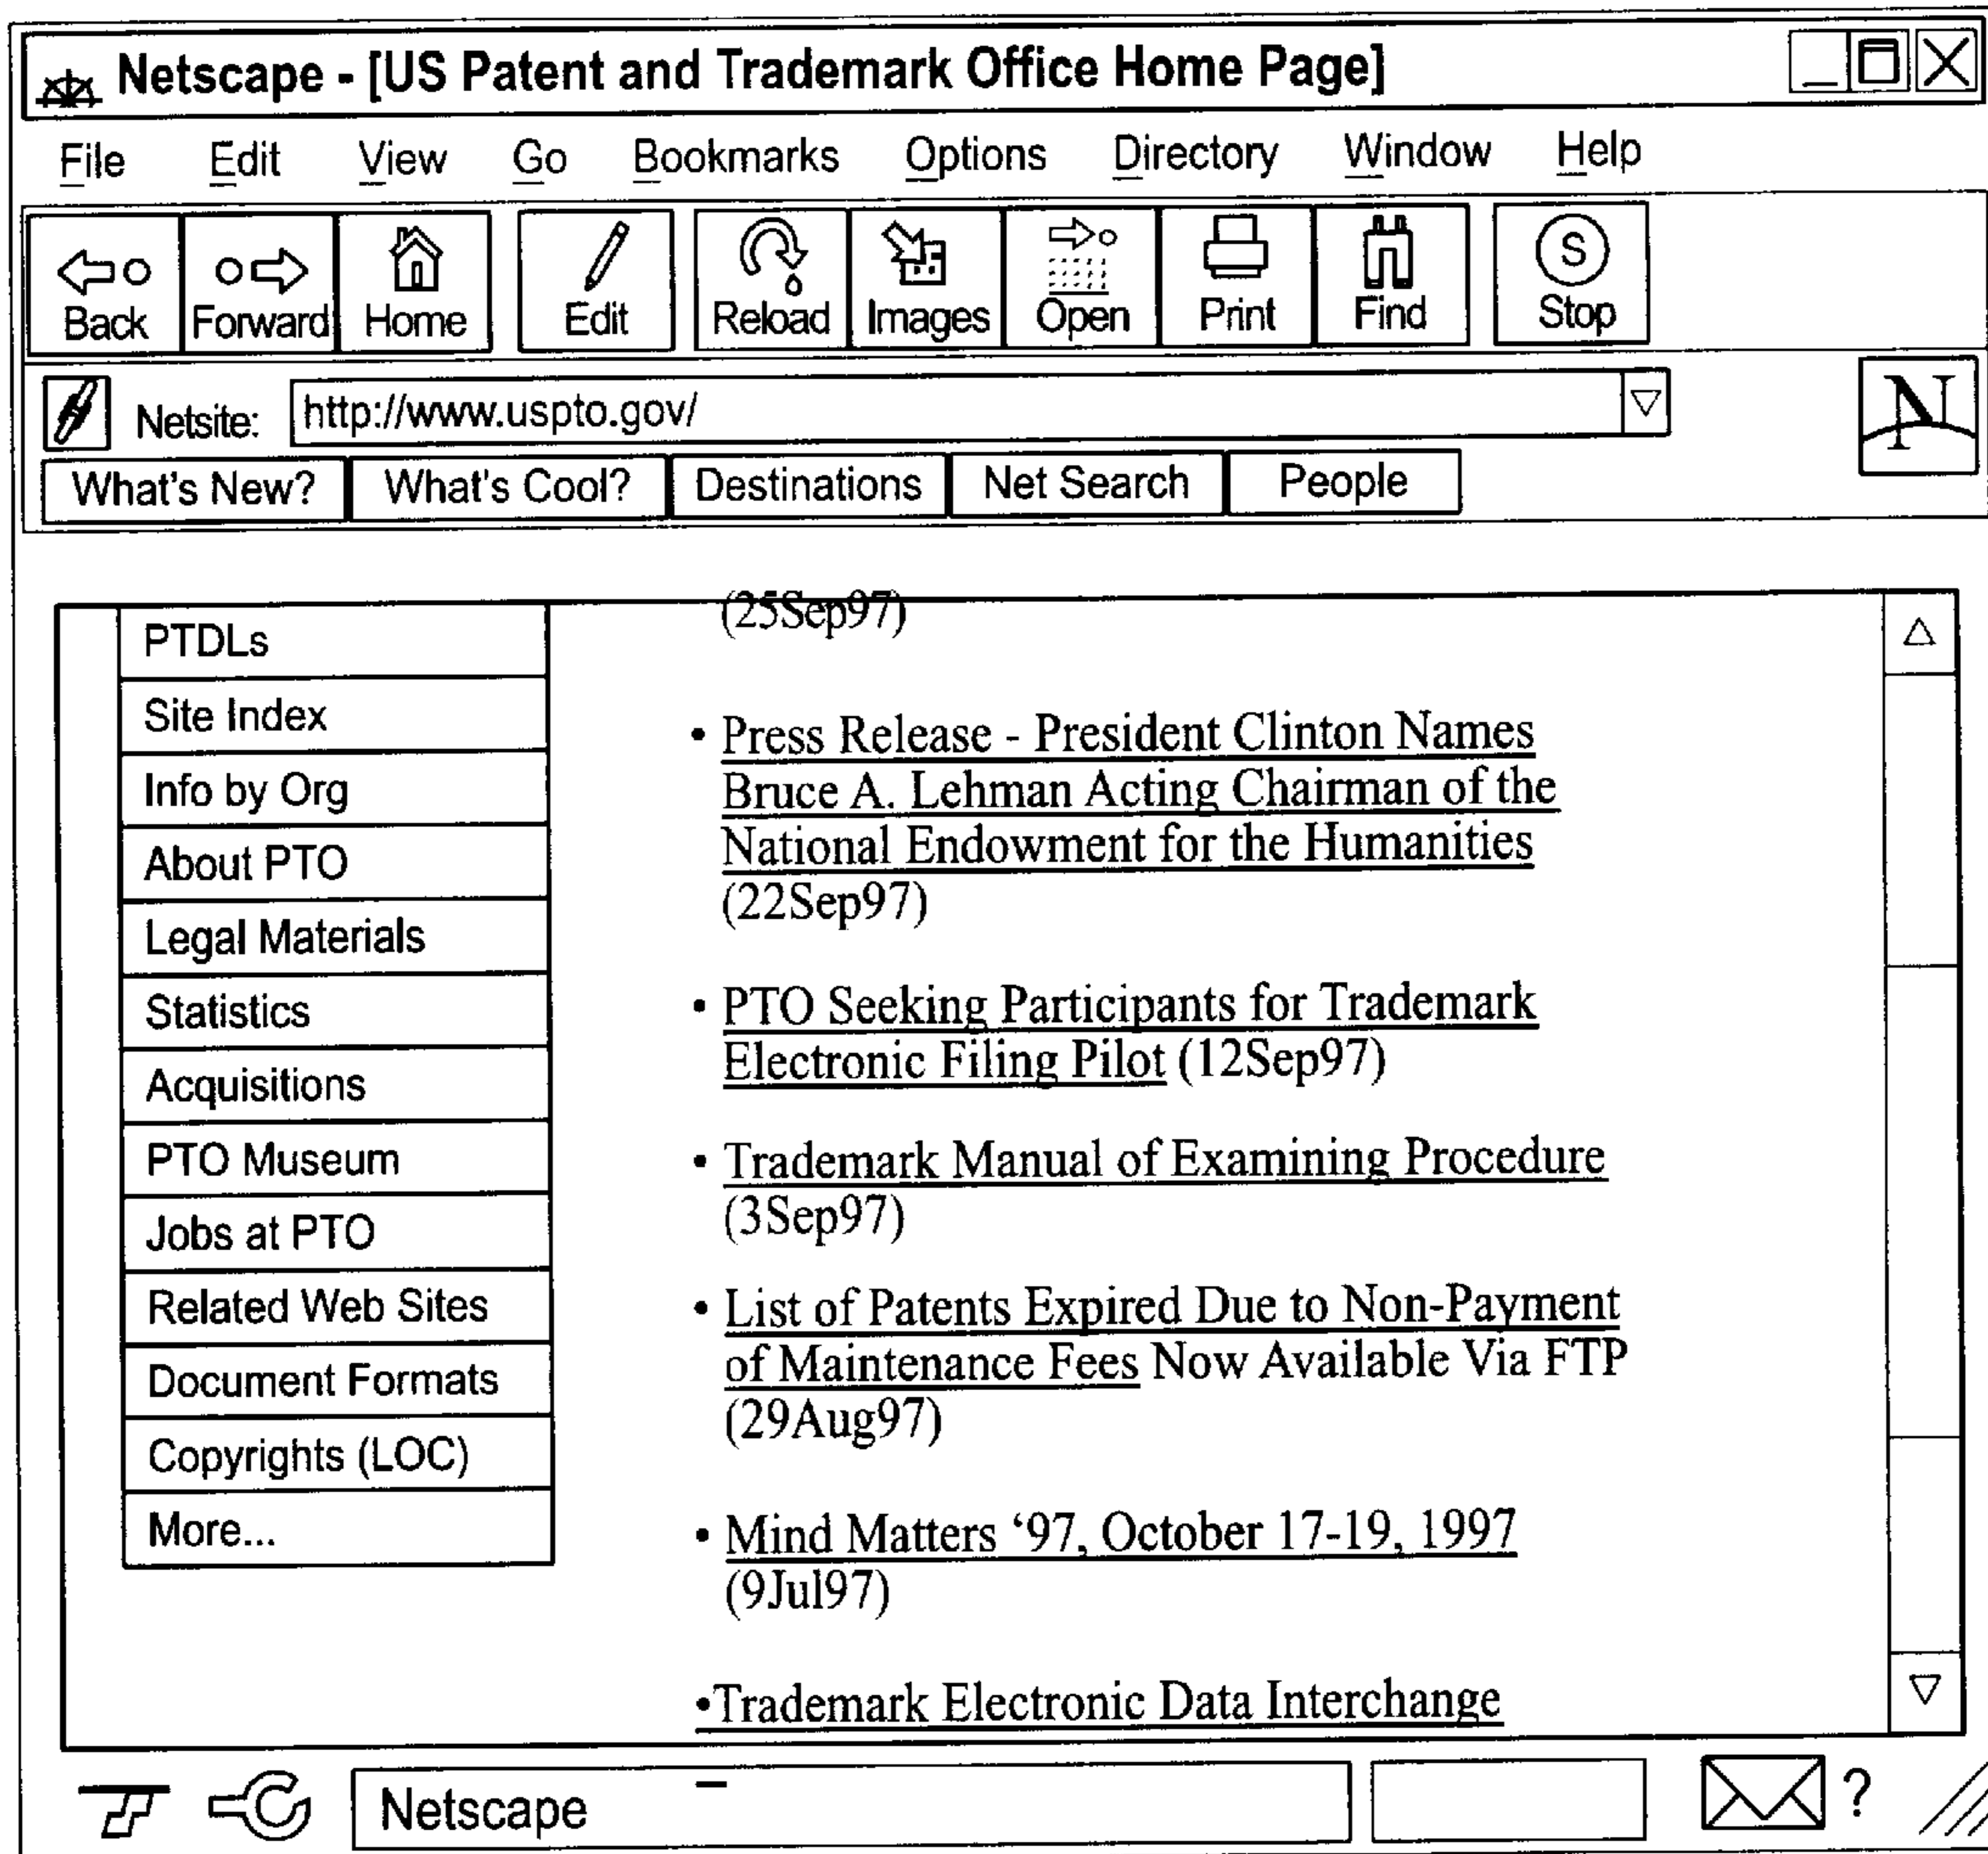 Netscape - [US Patent and Trademark Office Home Page]
File Edit View Go Bookmarks Options Directory Window Help
Back Forward Home Edit Reload Images Open Print Find S Stop
Netsite: http://www.uspto.gov/
N
What's New? What's Cool? Destinations Net Search People
PTDLs
Site Index
Info by Org
About PTO
Legal Materials
Statistics
Acquisitions
PTO Museum
Jobs at PTO
Related Web Sites
Document Formats
Copyrights (LOC)
More...
(25Sep97)
• Press Release - President Clinton Names
Bruce A. Lehman Acting Chairman of the
National Endowment for the Humanities
(22Sep97)
• PTO Seeking Participants for Trademark
Electronic Filing Pilot (12Sep97)
• Trademark Manual of Examining Procedure
(3Sep97)
• List of Patents Expired Due to Non-Payment
of Maintenance Fees Now Available Via FTP
(29Aug97)
• Mind Matters ‘97, October 17-19, 1997
(9Jul97)
•Trademark Electronic Data Interchange
Netscape ?